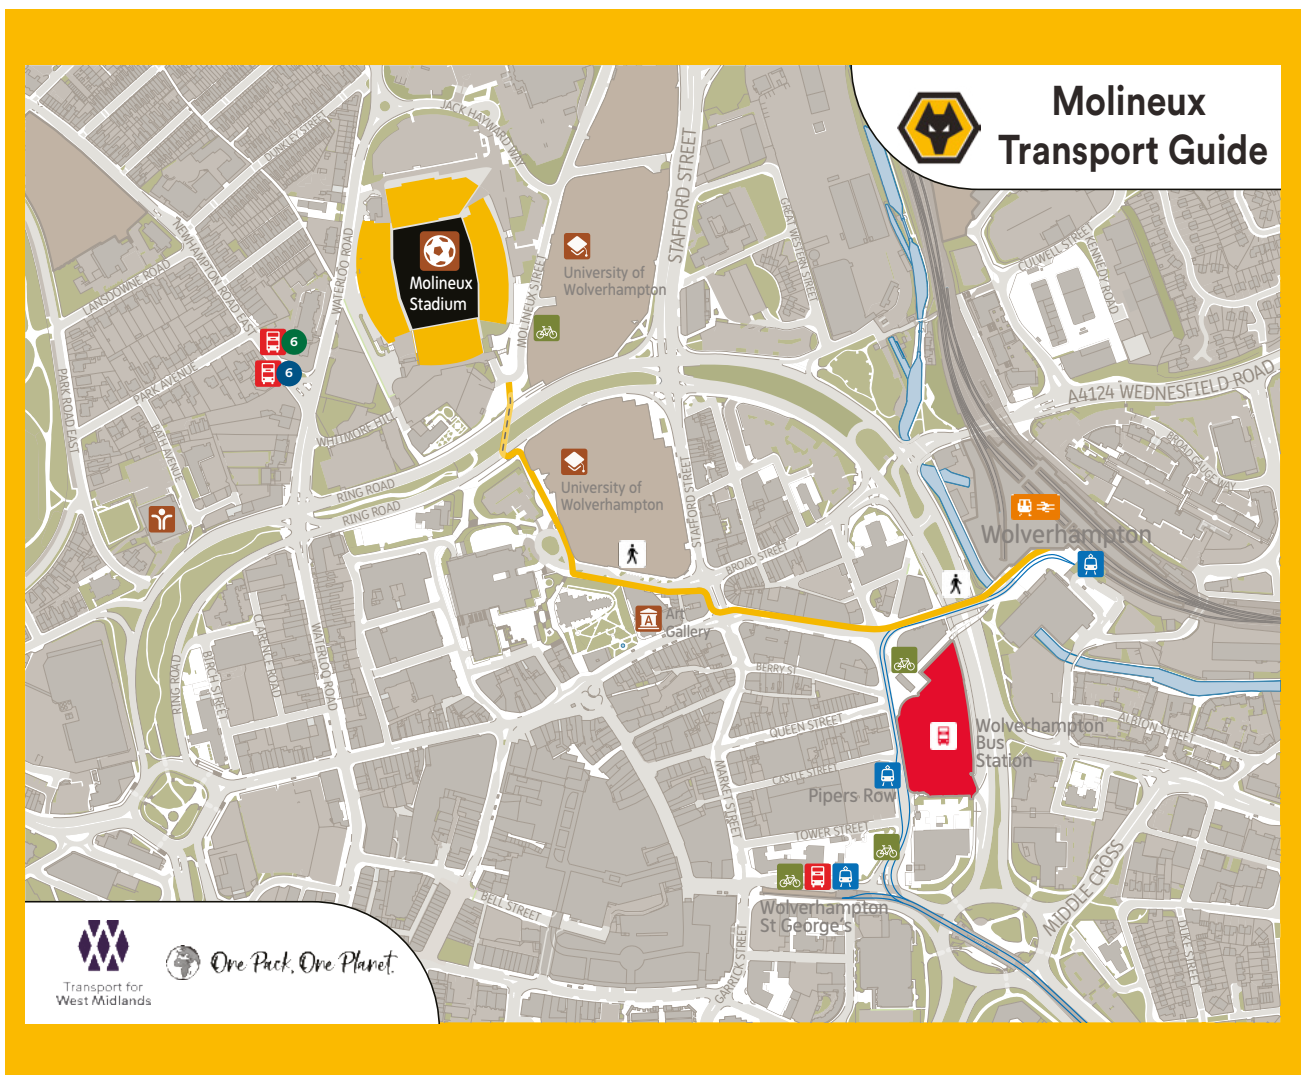 Molineux
Transport Guide
JACK HAYWARD WAY
DUNKLEY STREET
STAFFORD STREET
GREAT WESTERN STREET
CULWELL STREET
KENNEDY ROAD
NEWHAMPTON ROAD EAST
LANSDOWNE ROAD
WATERLOO ROAD
MOLINEUX STREET
Molineux
Stadium
University of
Wolverhampton
6
6
PARK AVENUE
PARK ROAD EAST
BATH AVENUE
WHITMORE HILL
A4124 WEDNESFIELD ROAD
BROAD GAUGE WAY
RING ROAD
RING ROAD
University of
Wolverhampton
STAFFORD STREET
BROAD STREET
Wolverhampton
A
Art
Gallery
CLARENCE ROAD
WATERLOO ROAD
BIRCH STREET
RING ROAD
BERRY ST
QUEEN STREET
CASTLE STREET
MARKET STREET
TOWER STREET
Pipers Row
Wolverhampton
Bus
Station
ALBION STREET
MIDDLE CROSS
BELL STREET
Wolverhampton
St George's
GARRICK STREET
DUKE STREET
Transport for
West Midlands
One Pack, One Planet.